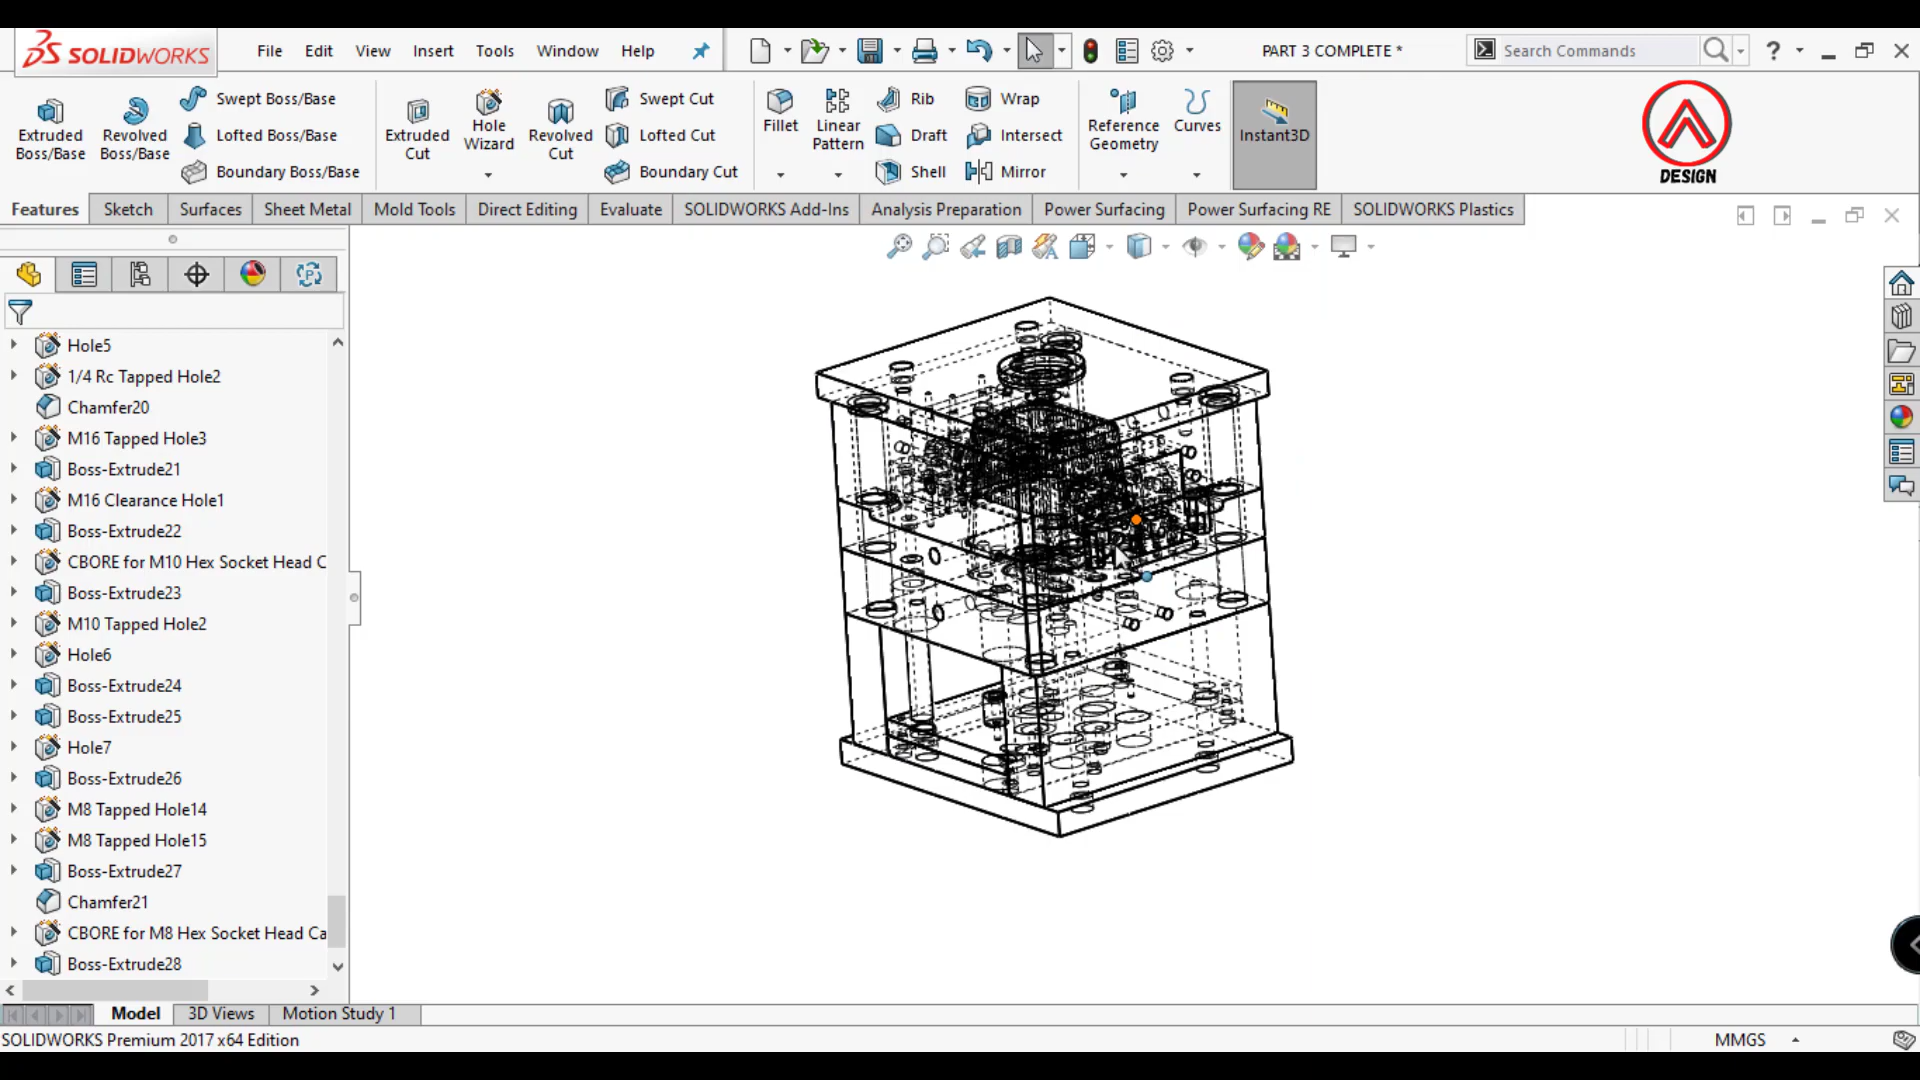 SOLIDWORKS
File Edit View Insert Tools Window Help
PART 3 COMPLETE *
Search Commands
Extruded Boss/Base
Revolved Boss/Base
Swept Boss/Base
Lofted Boss/Base
Boundary Boss/Base
Extruded Cut
Hole Wizard
Revolved Cut
Swept Cut
Lofted Cut
Boundary Cut
Fillet
Linear Pattern
Rib
Draft
Shell
Wrap
Intersect
Mirror
Reference Geometry
Curves
Instant3D
DESIGN
Features Sketch Surfaces Sheet Metal Mold Tools Direct Editing Evaluate SOLIDWORKS Add-Ins Analysis Preparation Power Surfacing Power Surfacing RE SOLIDWORKS Plastics
Hole5
1/4 Rc Tapped Hole2
Chamfer20
M16 Tapped Hole3
Boss-Extrude21
M16 Clearance Hole1
Boss-Extrude22
CBORE for M10 Hex Socket Head C
Boss-Extrude23
M10 Tapped Hole2
Hole6
Boss-Extrude24
Boss-Extrude25
Hole7
Boss-Extrude26
M8 Tapped Hole14
M8 Tapped Hole15
Boss-Extrude27
Chamfer21
CBORE for M8 Hex Socket Head Ca
Boss-Extrude28
Model 3D Views Motion Study 1
SOLIDWORKS Premium 2017 x64 Edition
MMGS